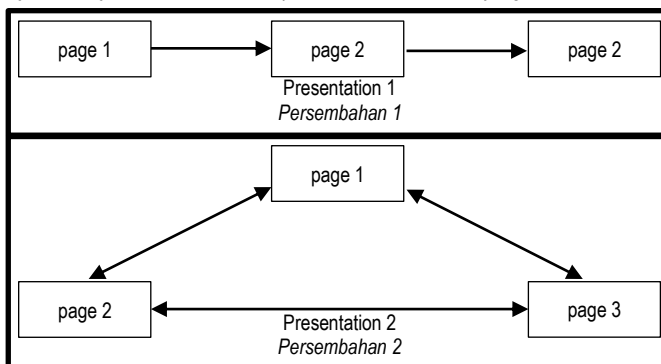 page 1
page 2
page 2
Presentation 1
Persembahan 1
page 1
page 2
page 3
Presentation 2
Persembahan 2